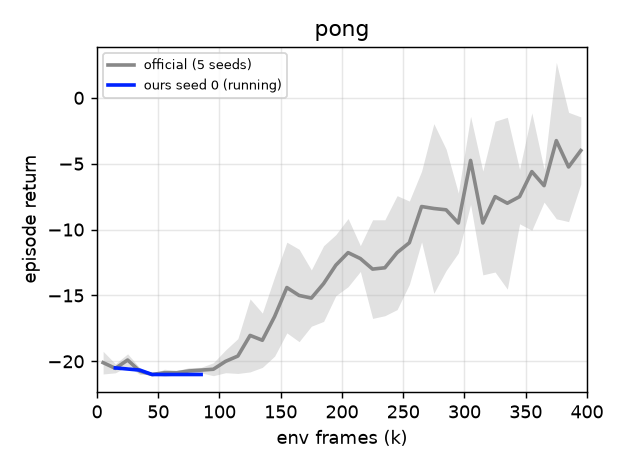 pong
official (5 seeds)
ours seed 0 (running)
episode return
0
−5
−10
−15
−20
0 50 100 150 200 250 300 350 400
env frames (k)